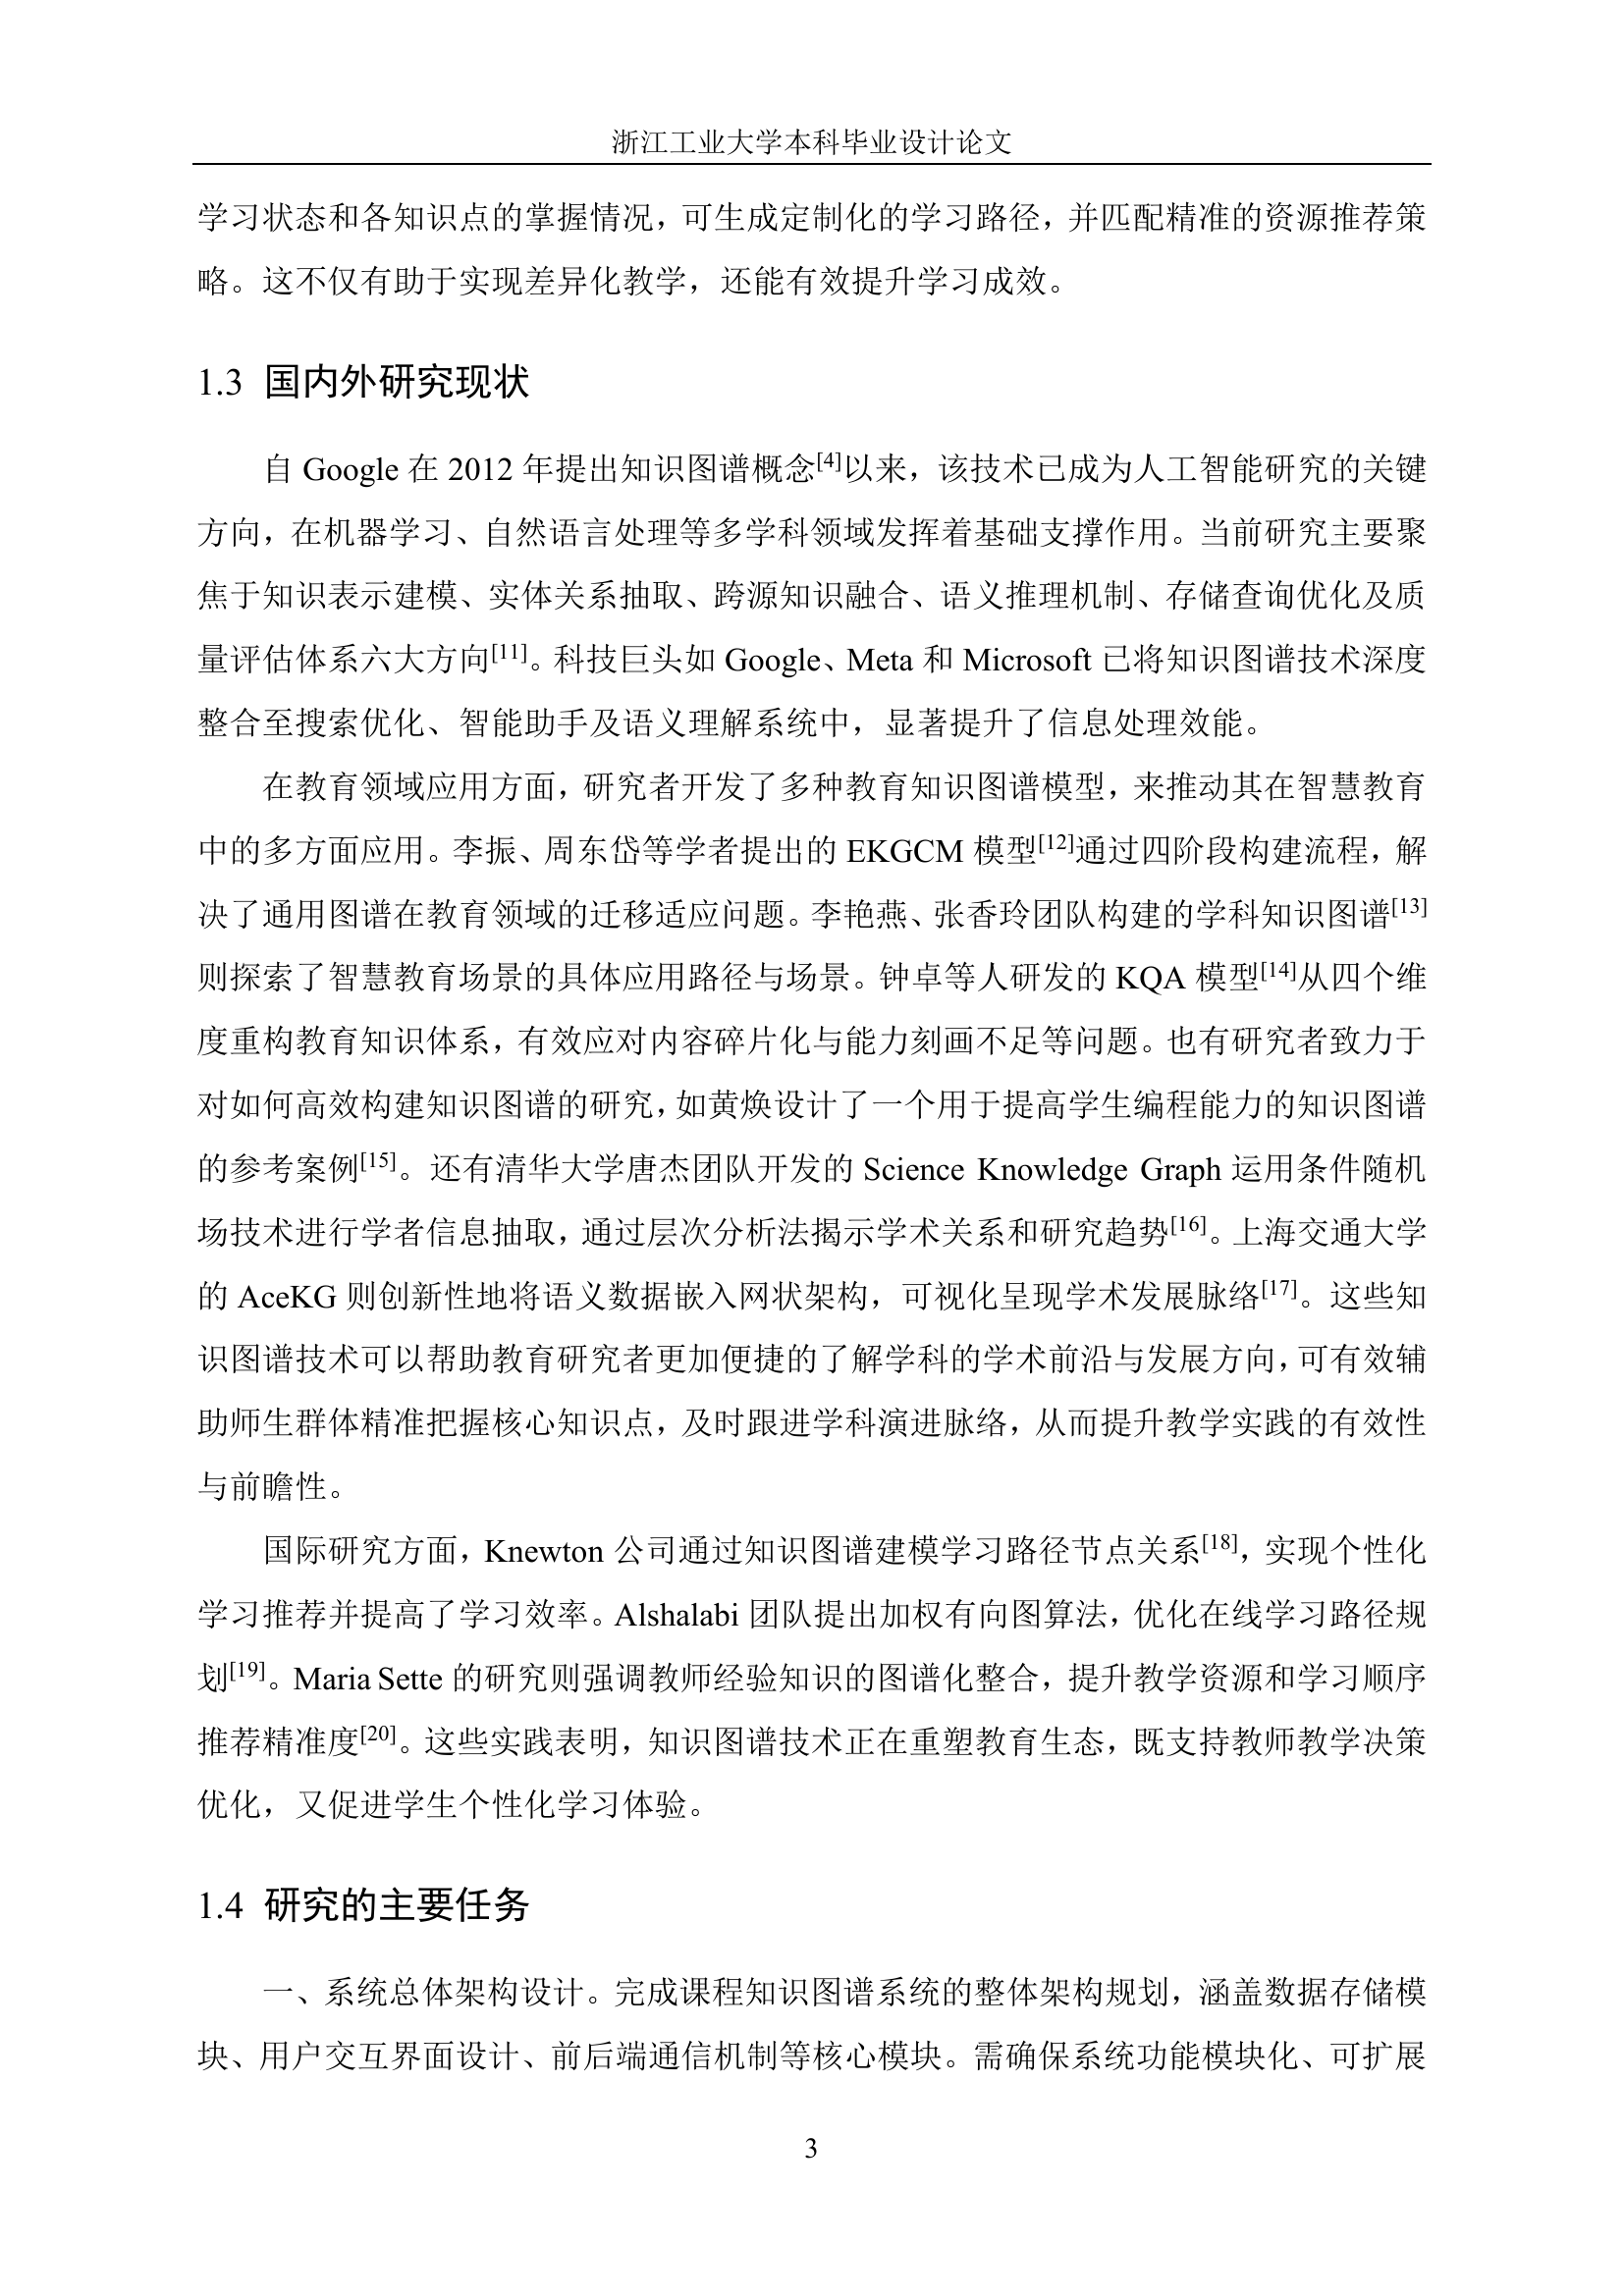 浙江工业大学本科毕业设计论文
学习状态和各知识点的掌握情况，可生成定制化的学习路径，并匹配精准的资源推荐策
略。这不仅有助于实现差异化教学，还能有效提升学习成效。
1.3 国内外研究现状
自 Google 在 2012 年提出知识图谱概念[4]以来，该技术已成为人工智能研究的关键
方向，在机器学习、自然语言处理等多学科领域发挥着基础支撑作用。当前研究主要聚
焦于知识表示建模、实体关系抽取、跨源知识融合、语义推理机制、存储查询优化及质
量评估体系六大方向[11]。科技巨头如 Google、Meta 和 Microsoft 已将知识图谱技术深度
整合至搜索优化、智能助手及语义理解系统中，显著提升了信息处理效能。
在教育领域应用方面，研究者开发了多种教育知识图谱模型，来推动其在智慧教育
中的多方面应用。李振、周东岱等学者提出的 EKGCM 模型[12]通过四阶段构建流程，解
决了通用图谱在教育领域的迁移适应问题。李艳燕、张香玲团队构建的学科知识图谱[13]
则探索了智慧教育场景的具体应用路径与场景。钟卓等人研发的 KQA 模型[14]从四个维
度重构教育知识体系，有效应对内容碎片化与能力刻画不足等问题。也有研究者致力于
对如何高效构建知识图谱的研究，如黄焕设计了一个用于提高学生编程能力的知识图谱
的参考案例[15]。还有清华大学唐杰团队开发的 Science Knowledge Graph 运用条件随机
场技术进行学者信息抽取，通过层次分析法揭示学术关系和研究趋势[16]。上海交通大学
的 AceKG 则创新性地将语义数据嵌入网状架构，可视化呈现学术发展脉络[17]。这些知
识图谱技术可以帮助教育研究者更加便捷的了解学科的学术前沿与发展方向，可有效辅
助师生群体精准把握核心知识点，及时跟进学科演进脉络，从而提升教学实践的有效性
与前瞻性。
国际研究方面，Knewton 公司通过知识图谱建模学习路径节点关系[18]，实现个性化
学习推荐并提高了学习效率。Alshalabi 团队提出加权有向图算法，优化在线学习路径规
划[19]。Maria Sette 的研究则强调教师经验知识的图谱化整合，提升教学资源和学习顺序
推荐精准度[20]。这些实践表明，知识图谱技术正在重塑教育生态，既支持教师教学决策
优化，又促进学生个性化学习体验。
1.4 研究的主要任务
一、系统总体架构设计。完成课程知识图谱系统的整体架构规划，涵盖数据存储模
块、用户交互界面设计、前后端通信机制等核心模块。需确保系统功能模块化、可扩展
3